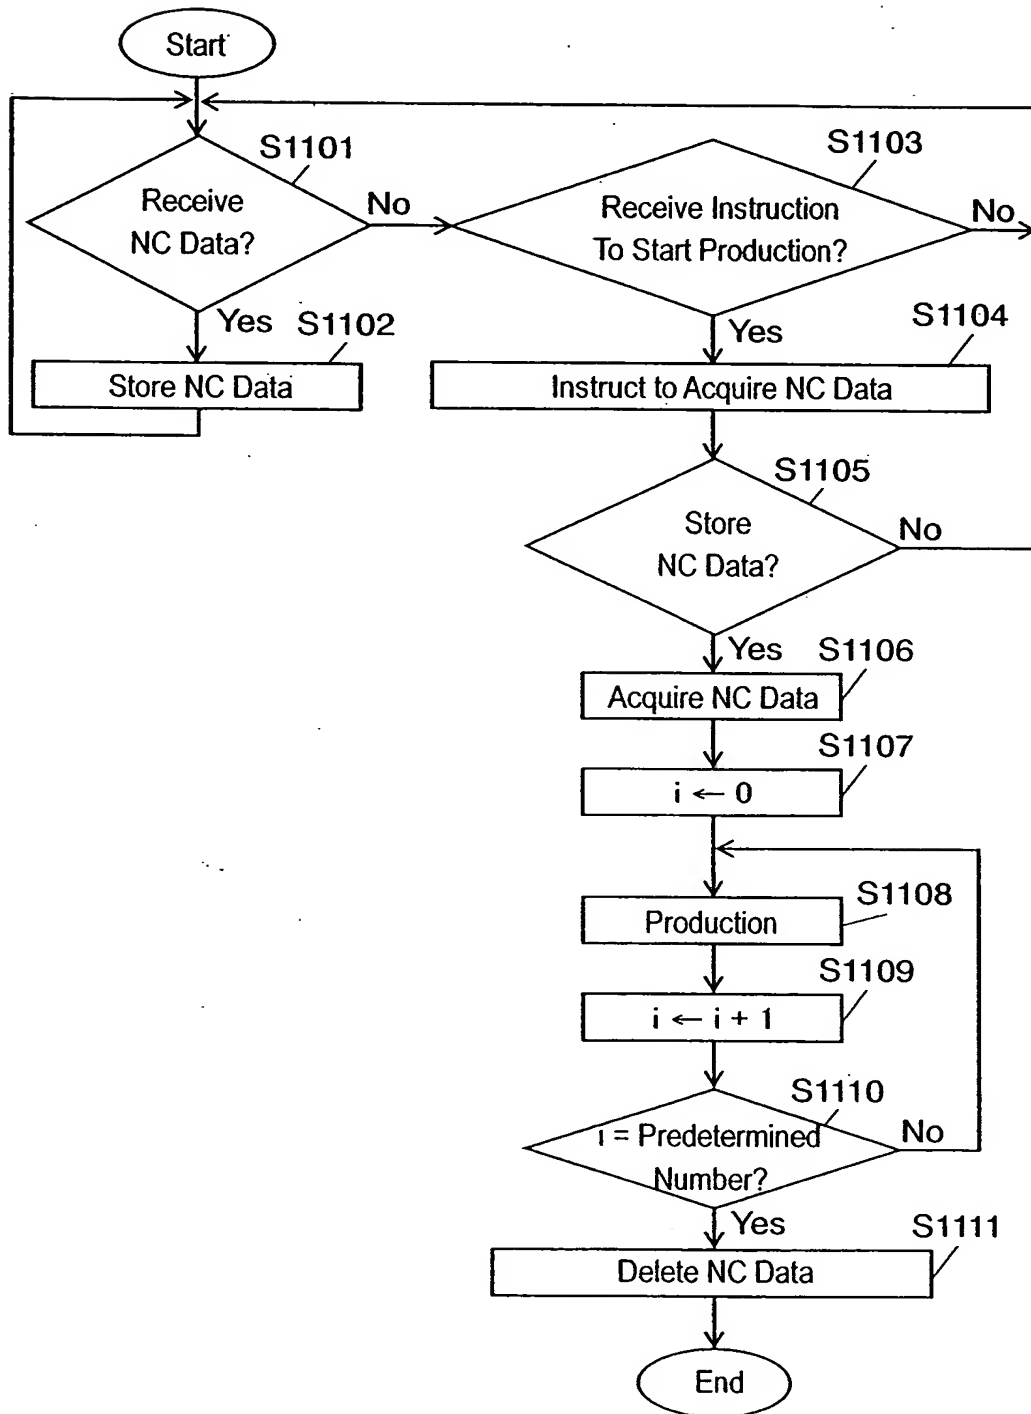 Start
S1101
Receive
NC Data?
No
S1103
Receive Instruction
To Start Production?
No
Yes
S1102
Store NC Data
Yes
S1104
Instruct to Acquire NC Data
S1105
Store
NC Data?
No
Yes
S1106
Acquire NC Data
S1107
i ← 0
S1108
Production
S1109
i ← i + 1
S1110
i = Predetermined
Number?
No
Yes
S1111
Delete NC Data
End